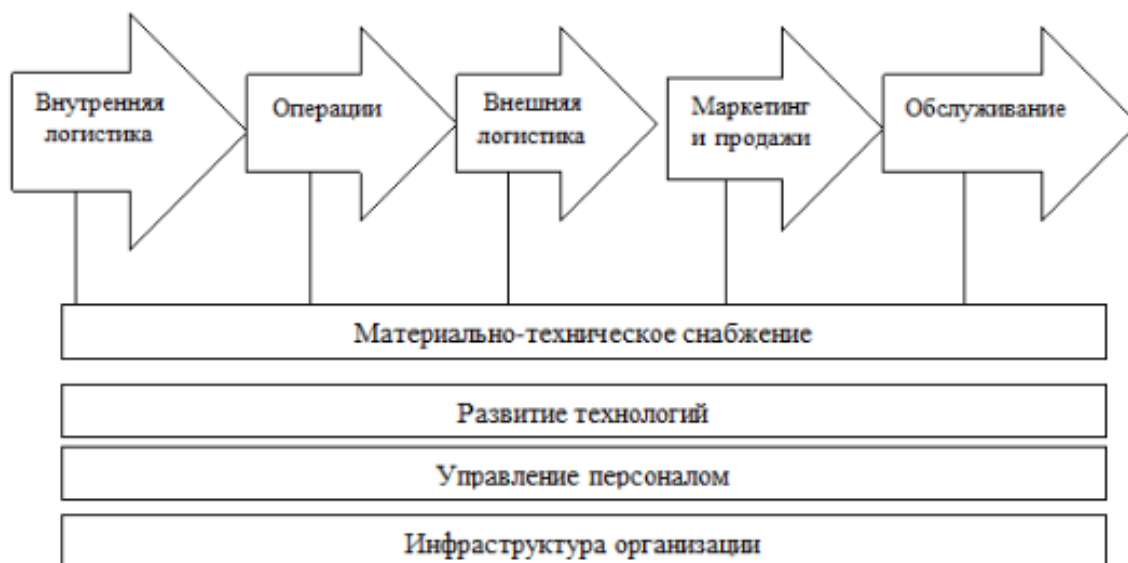 Внутренняя
логистика
Операции
Внешняя
логистика
Маркетинг
и продажи
Обслуживание
Материально-техническое снабжение
Развитие технологий
Управление персоналом
Инфраструктура организации